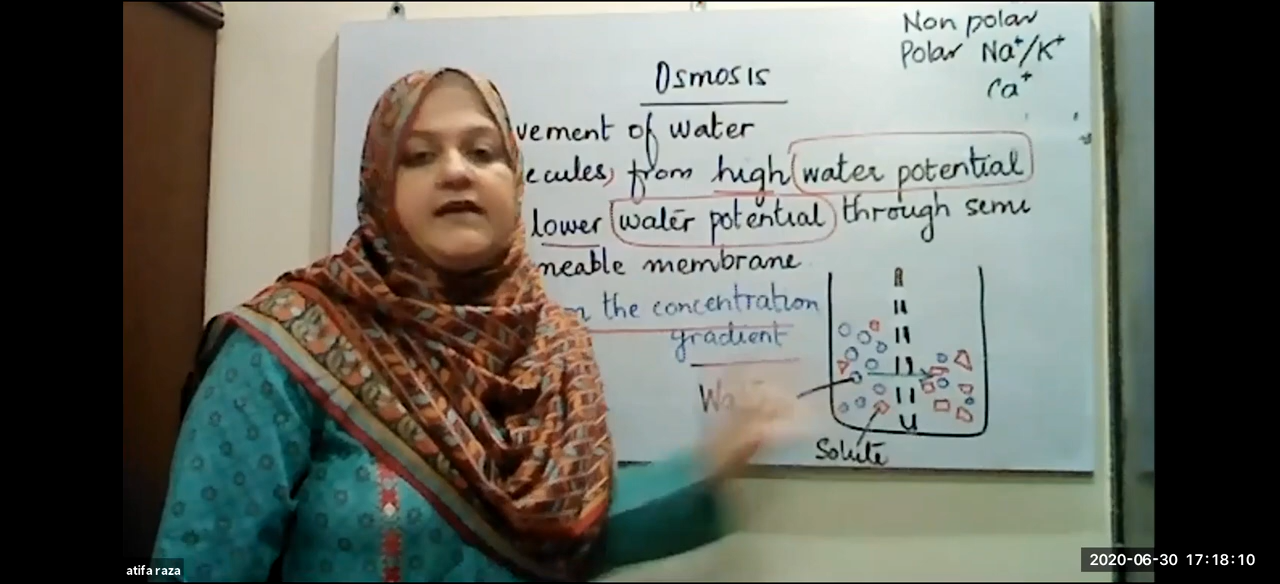 Non polar
Polar Na⁺/K⁺
Ca⁺
Osmosis
vement of water
ecules, from high water potential
lower water potential through semi
meable membrane
the concentration
gradient
Solute
atifa raza
2020-06-30 17:18:10